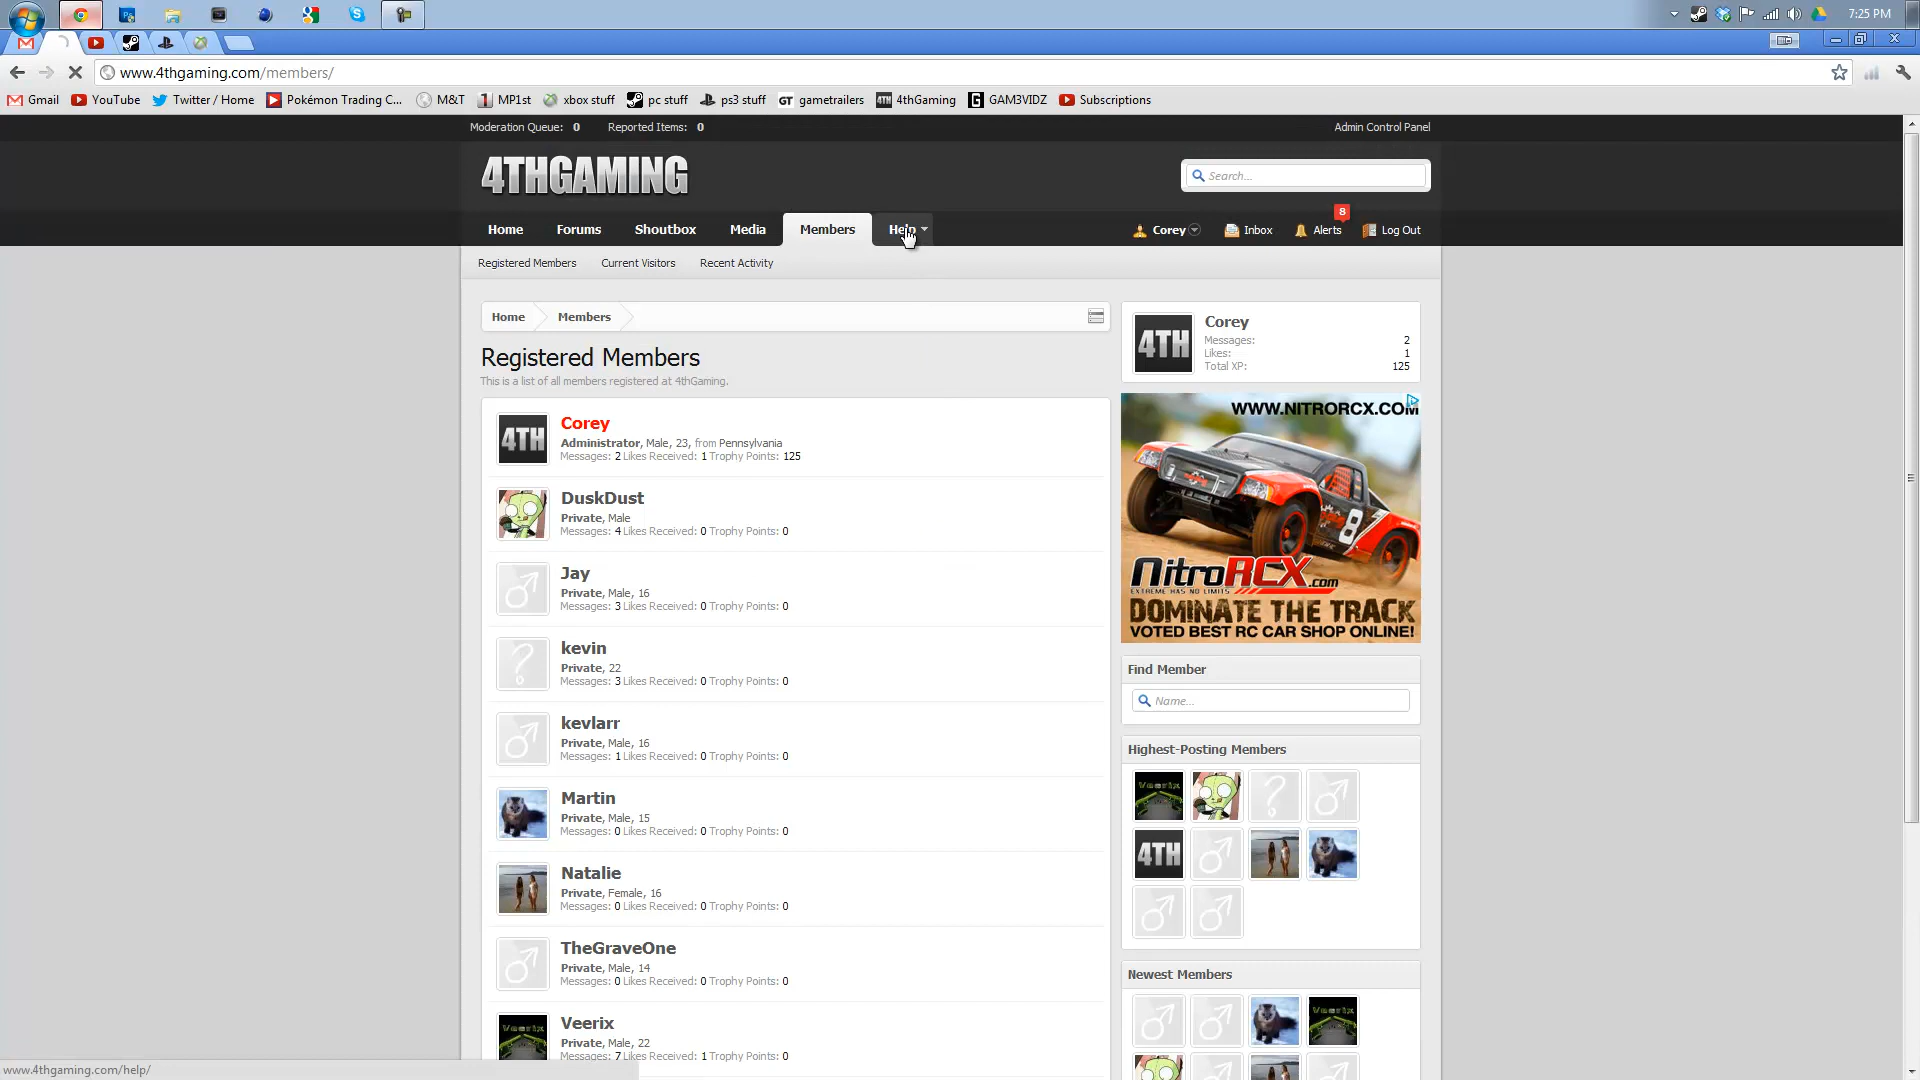 7:25 PM
www.4thgaming.com/members/
Gmail YouTube Twitter / Home Pokémon Trading C... M&T MP1st xbox stuff pc stuff ps3 stuff GT gametrailers 4TH 4thGaming G GAM3VIDZ Subscriptions
Moderation Queue: 0 Reported Items: 0 Admin Control Panel
4THGAMING
Search...
8
Home Forums Shoutbox Media Members Help Corey Inbox Alerts Log Out
Registered Members Current Visitors Recent Activity
Home Members
Registered Members
This is a list of all members registered at 4thGaming.
4TH
Corey
Administrator, Male, 23, from Pennsylvania
Messages: 2 Likes Received: 1 Trophy Points: 125
DuskDust
Private, Male
Messages: 4 Likes Received: 0 Trophy Points: 0
Jay
Private, Male, 16
Messages: 3 Likes Received: 0 Trophy Points: 0
kevin
Private, 22
Messages: 3 Likes Received: 0 Trophy Points: 0
kevlarr
Private, Male, 16
Messages: 1 Likes Received: 0 Trophy Points: 0
Martin
Private, Male, 15
Messages: 0 Likes Received: 0 Trophy Points: 0
Natalie
Private, Female, 16
Messages: 0 Likes Received: 0 Trophy Points: 0
TheGraveOne
Private, Male, 14
Messages: 0 Likes Received: 0 Trophy Points: 0
Veerix
Veerix
Private, Male, 22
Messages: 7 Likes Received: 1 Trophy Points: 0
4TH
Corey
Messages: 2
Likes: 1
Total XP: 125
WWW.NITRORCX.COM
8
NitroRCX.com
EXTREME HAS NO LIMITS
DOMINATE THE TRACK
VOTED BEST RC CAR SHOP ONLINE!
Find Member
Name...
Highest-Posting Members
Veerix
4TH
Newest Members
Veerix
www.4thgaming.com/help/